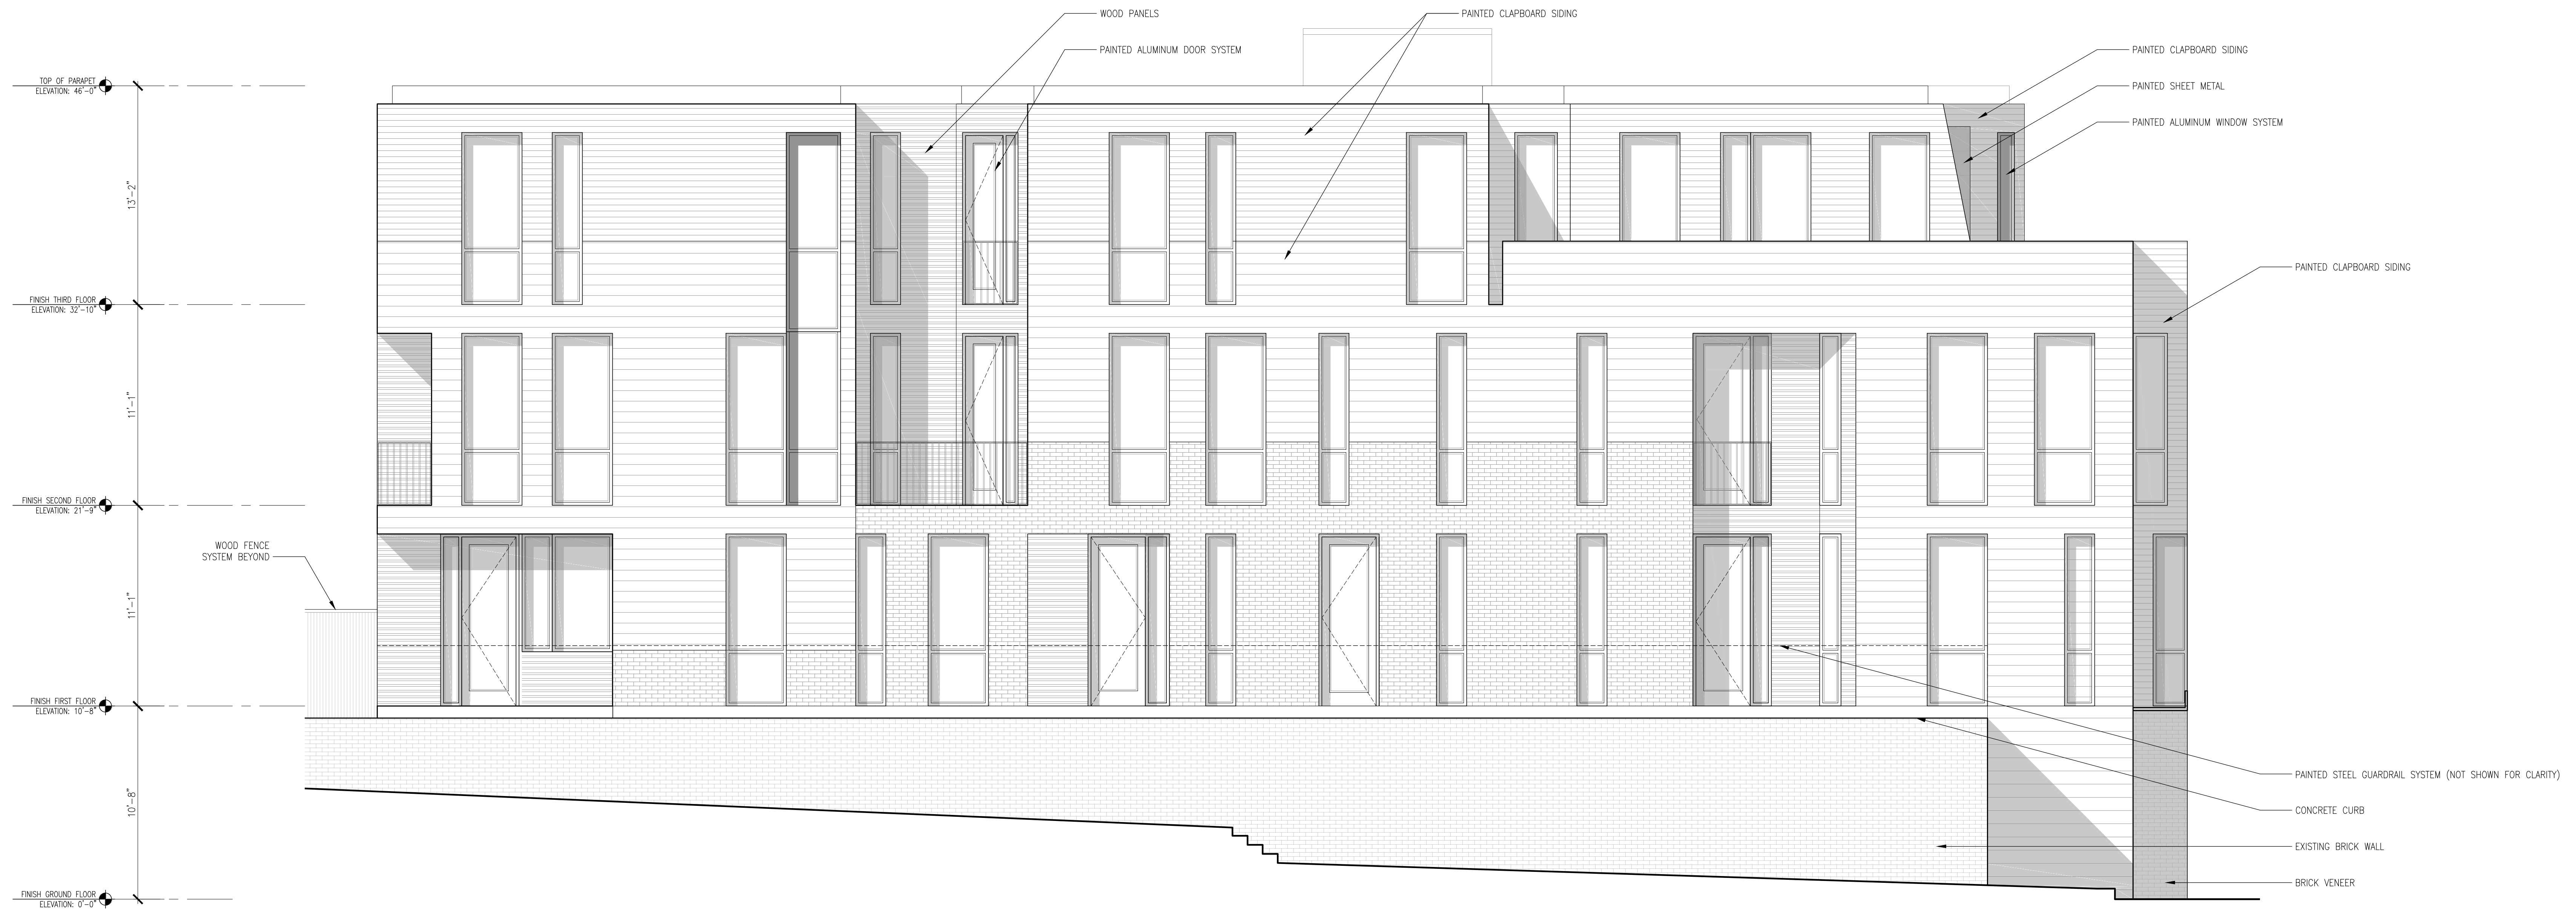 WOOD PANELS
PAINTED CLAPBOARD SIDING
PAINTED ALUMINUM DOOR SYSTEM
PAINTED CLAPBOARD SIDING
TOP OF PARAPET
ELEVATION: 46'-0"
PAINTED SHEET METAL
PAINTED ALUMINUM WINDOW SYSTEM
13'-2"
PAINTED CLAPBOARD SIDING
FINISH THIRD FLOOR
ELEVATION: 32'-10"
11'-1"
FINISH SECOND FLOOR
ELEVATION: 21'-9"
WOOD FENCE
SYSTEM BEYOND
11'-1"
FINISH FIRST FLOOR
ELEVATION: 10'-8"
PAINTED STEEL GUARDRAIL SYSTEM (NOT SHOWN FOR CLARITY)
10'-8"
CONCRETE CURB
EXISTING BRICK WALL
BRICK VENEER
FINISH GROUND FLOOR
ELEVATION: 0'-0"